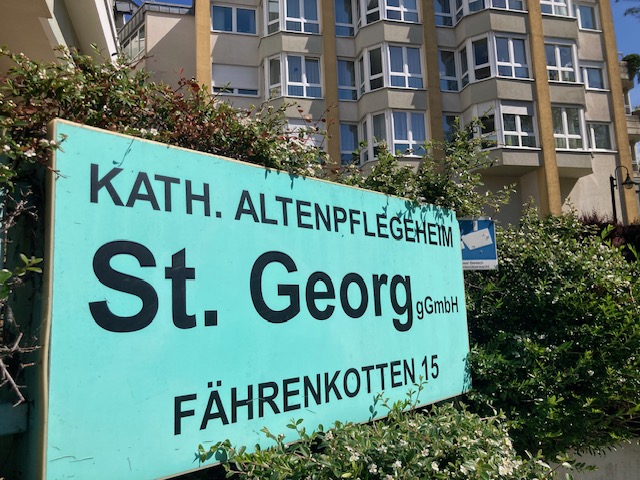 KATH. ALTENPFLEGEHEIM
St. Georg gGmbH
FÄHRENKOTTEN 15